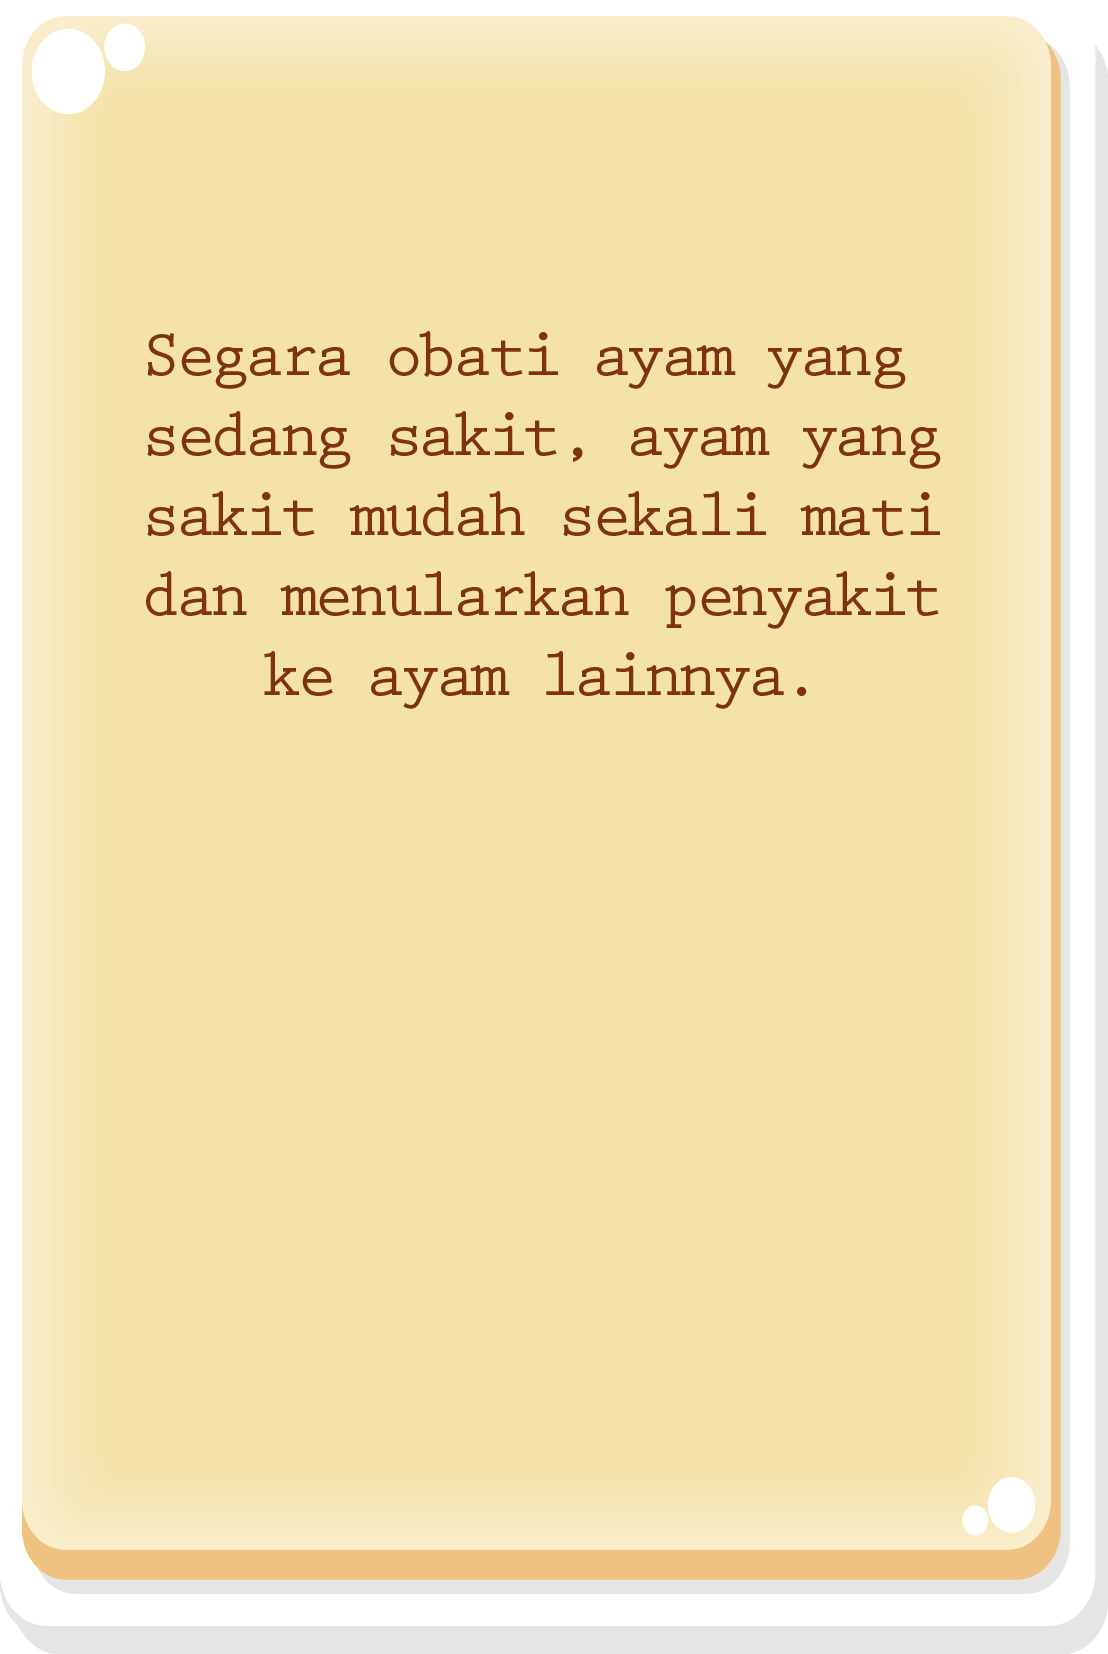 Segara obati ayam yang
sedang sakit, ayam yang
sakit mudah sekali mati
dan menularkan penyakit
ke ayam lainnya.